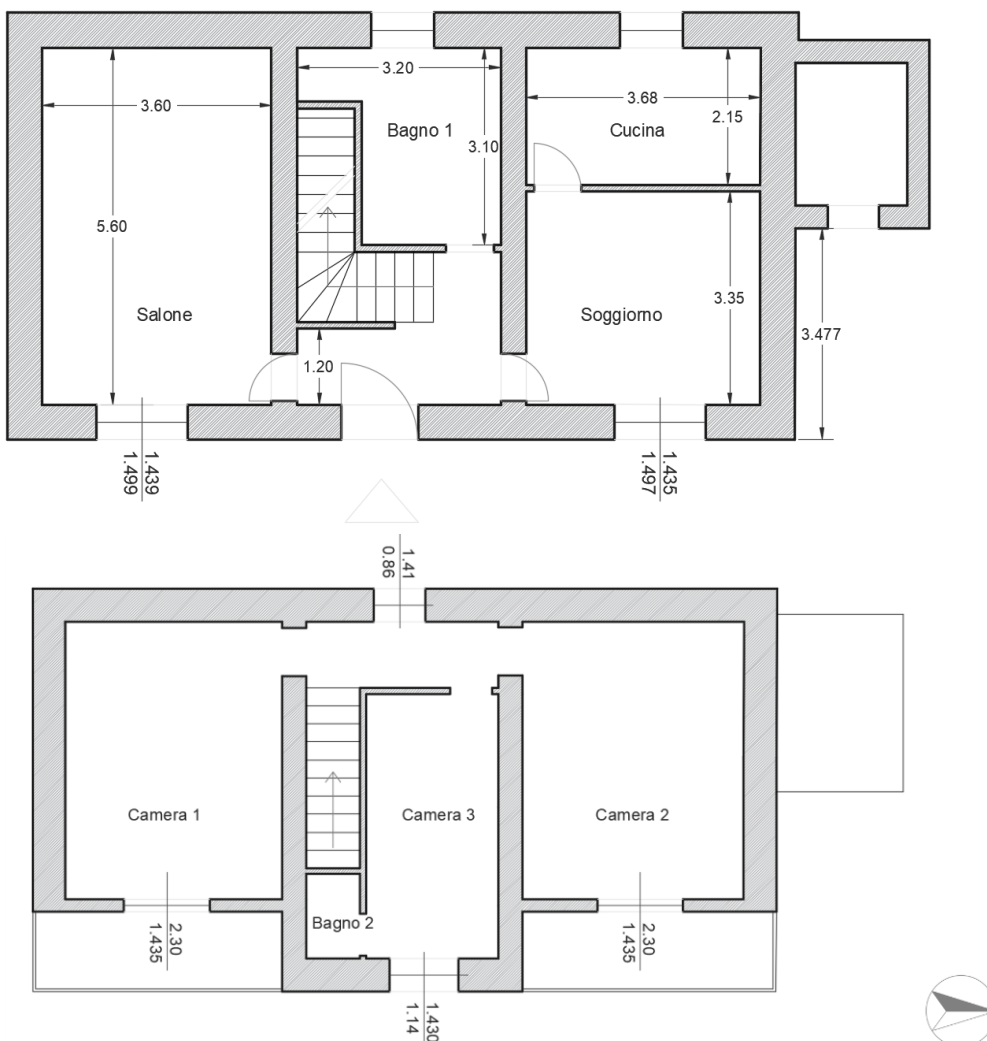 3.20
3.60
3.68
2.15
Bagno 1
Cucina
3.10
5.60
3.35
Salone
Soggiorno
3.477
1.20
1.439
1.499
1.435
1.497
1.41
0.86
Camera 1
Camera 3
Camera 2
Bagno 2
2.30
1.435
2.30
1.435
1.430
1.14